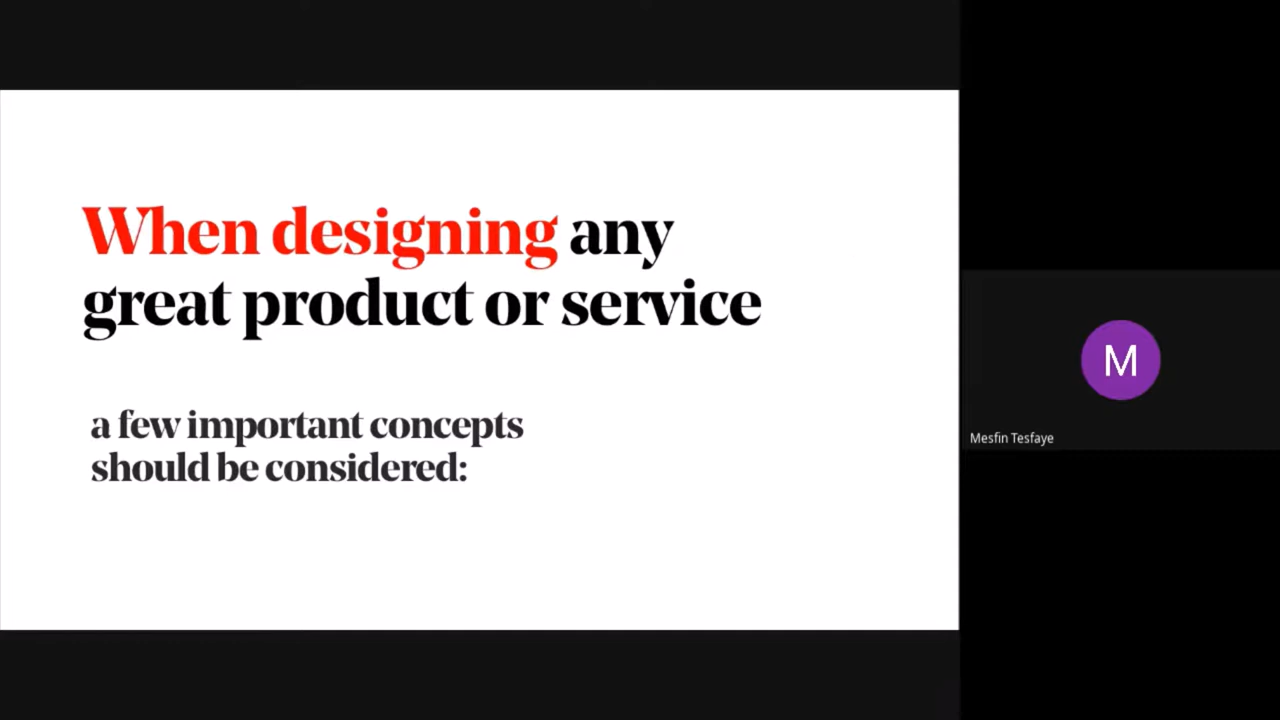 When designing any
great product or service
a few important concepts
should be considered:
M
Mesfin Tesfaye